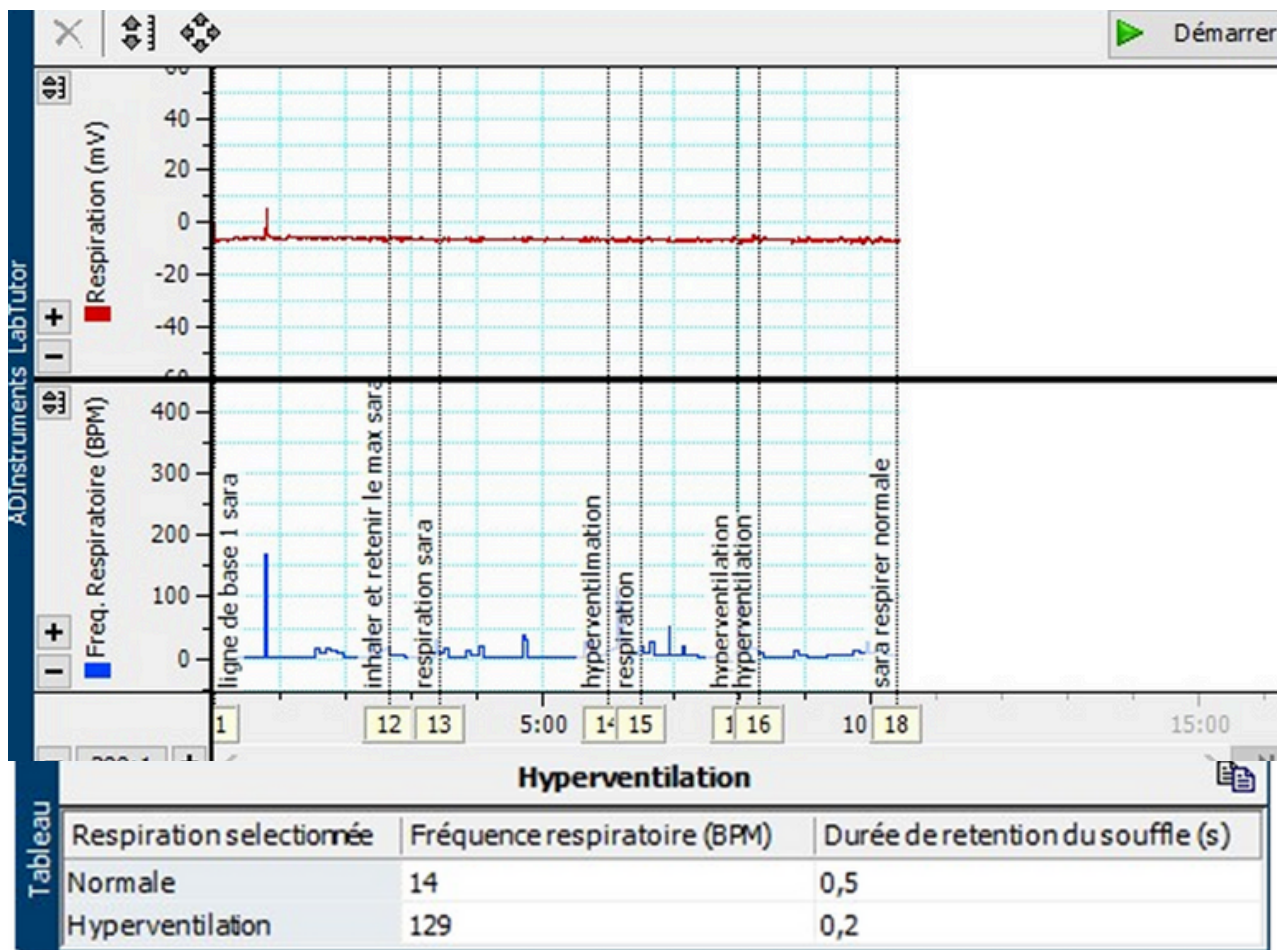 Démarrer
ADInstruments LabTutor
Respiration (mV)
40
20
0
-20
-40
Freq. Respiratoire (BPM)
400
300
200
100
0
ligne de base 1 sara
inhaler et retenir le max sara
respiration sara
hyperventilmation
respiration
hyperventilation
hyperventilation
sara respirer normale
1 12 13 5:00 14 15 1 16 10 18 15:00
Tableau
Hyperventilation
Respiration selectionnée Fréquence respiratoire (BPM) Durée de retention du souffle (s)
Normale 14 0,5
Hyperventilation 129 0,2